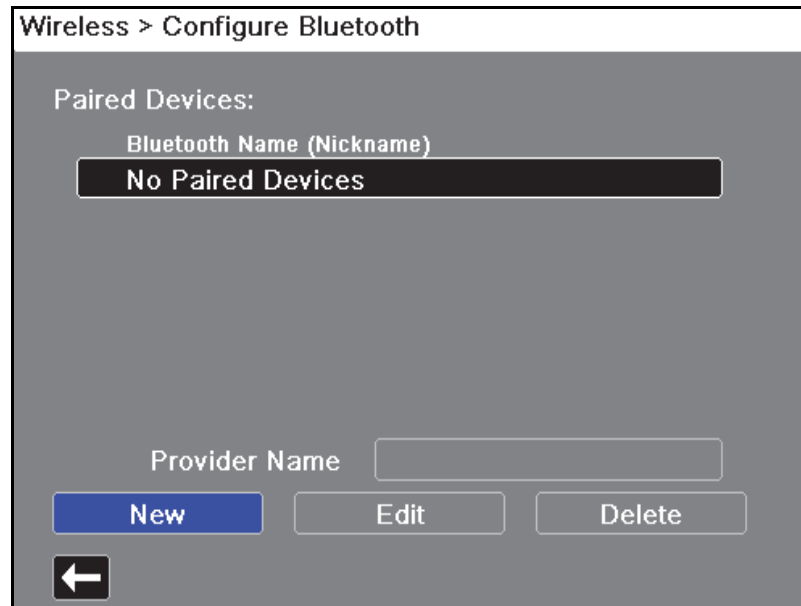 Wireless > Configure Bluetooth
Paired Devices:
Bluetooth Name (Nickname)
No Paired Devices
Provider Name
New Edit Delete